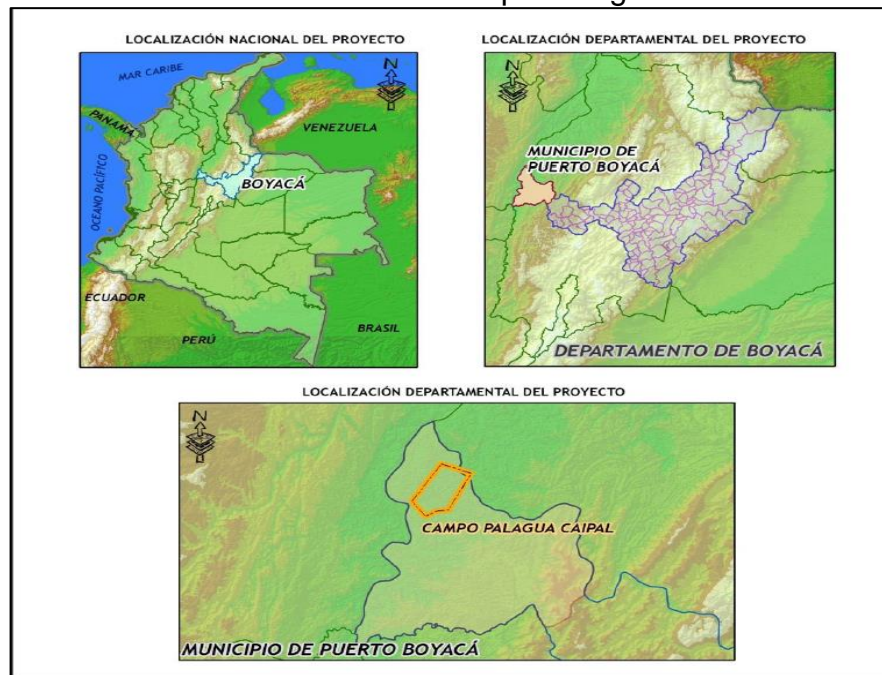 LOCALIZACIÓN NACIONAL DEL PROYECTO
MAR CARIBE
N
PANAMA
VENEZUELA
OCEANO PACÍFICO
BOYACÁ
ECUADOR
PERÚ
BRASIL
LOCALIZACIÓN DEPARTAMENTAL DEL PROYECTO
N
MUNICIPIO DE
PUERTO BOYACÁ
DEPARTAMENTO DE BOYACÁ
LOCALIZACIÓN DEPARTAMENTAL DEL PROYECTO
N
CAMPO PALAGUA CAIPAL
MUNICIPIO DE PUERTO BOYACÁ